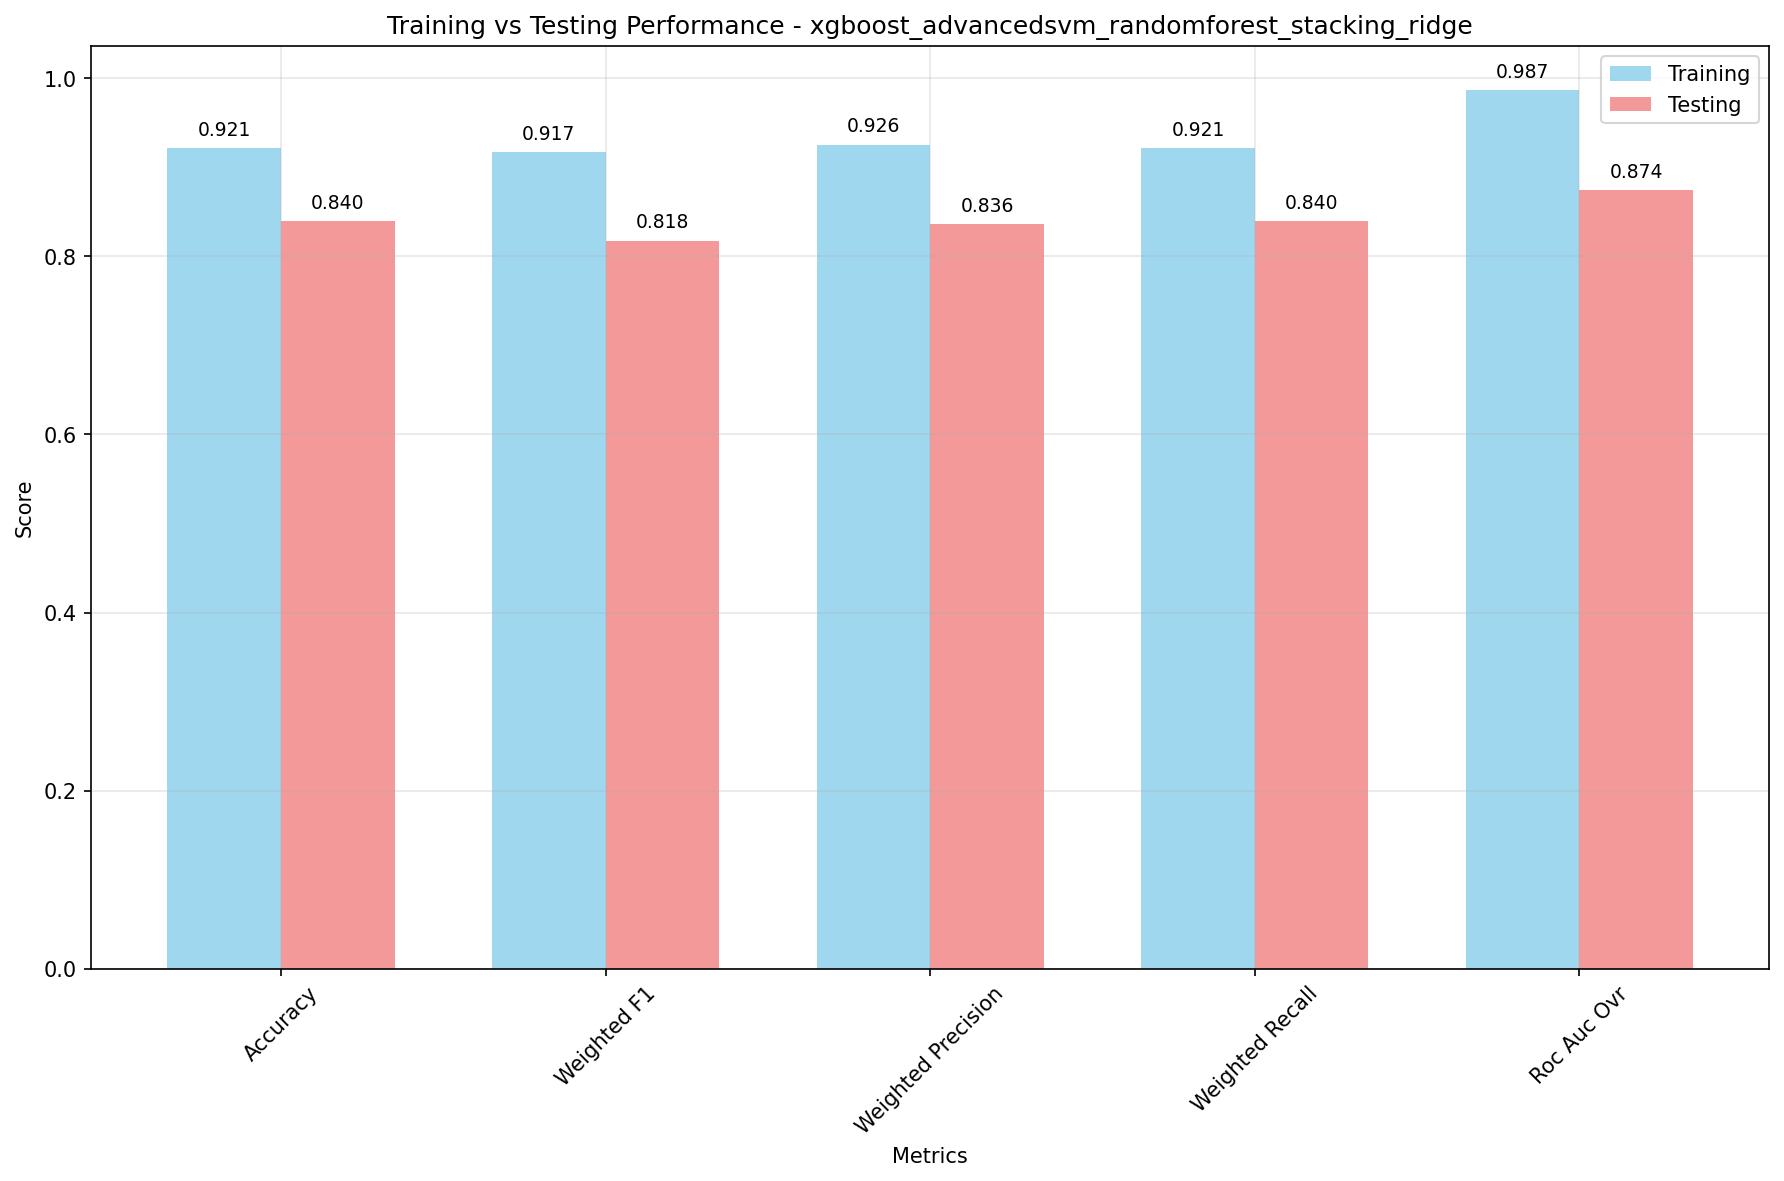 Training vs Testing Performance - xgboost_advancedsvm_randomforest_stacking_ridge
Training
Testing
Score
1.0
0.8
0.6
0.4
0.2
0.0
0.921
0.840
0.917
0.818
0.926
0.836
0.921
0.840
0.987
0.874
Accuracy
Weighted F1
Weighted Precision
Weighted Recall
Roc Auc Ovr
Metrics